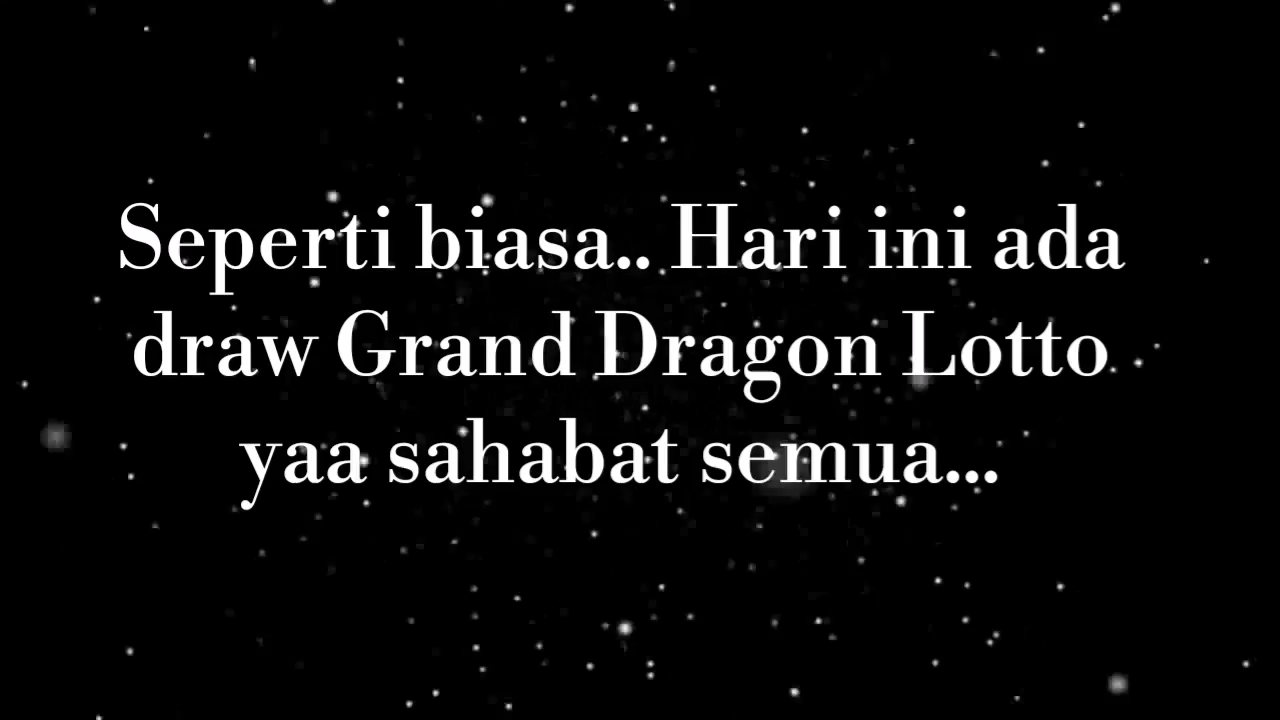 Seperti biasa.. Hari ini ada
draw Grand Dragon Lotto
yaa sahabat semua...